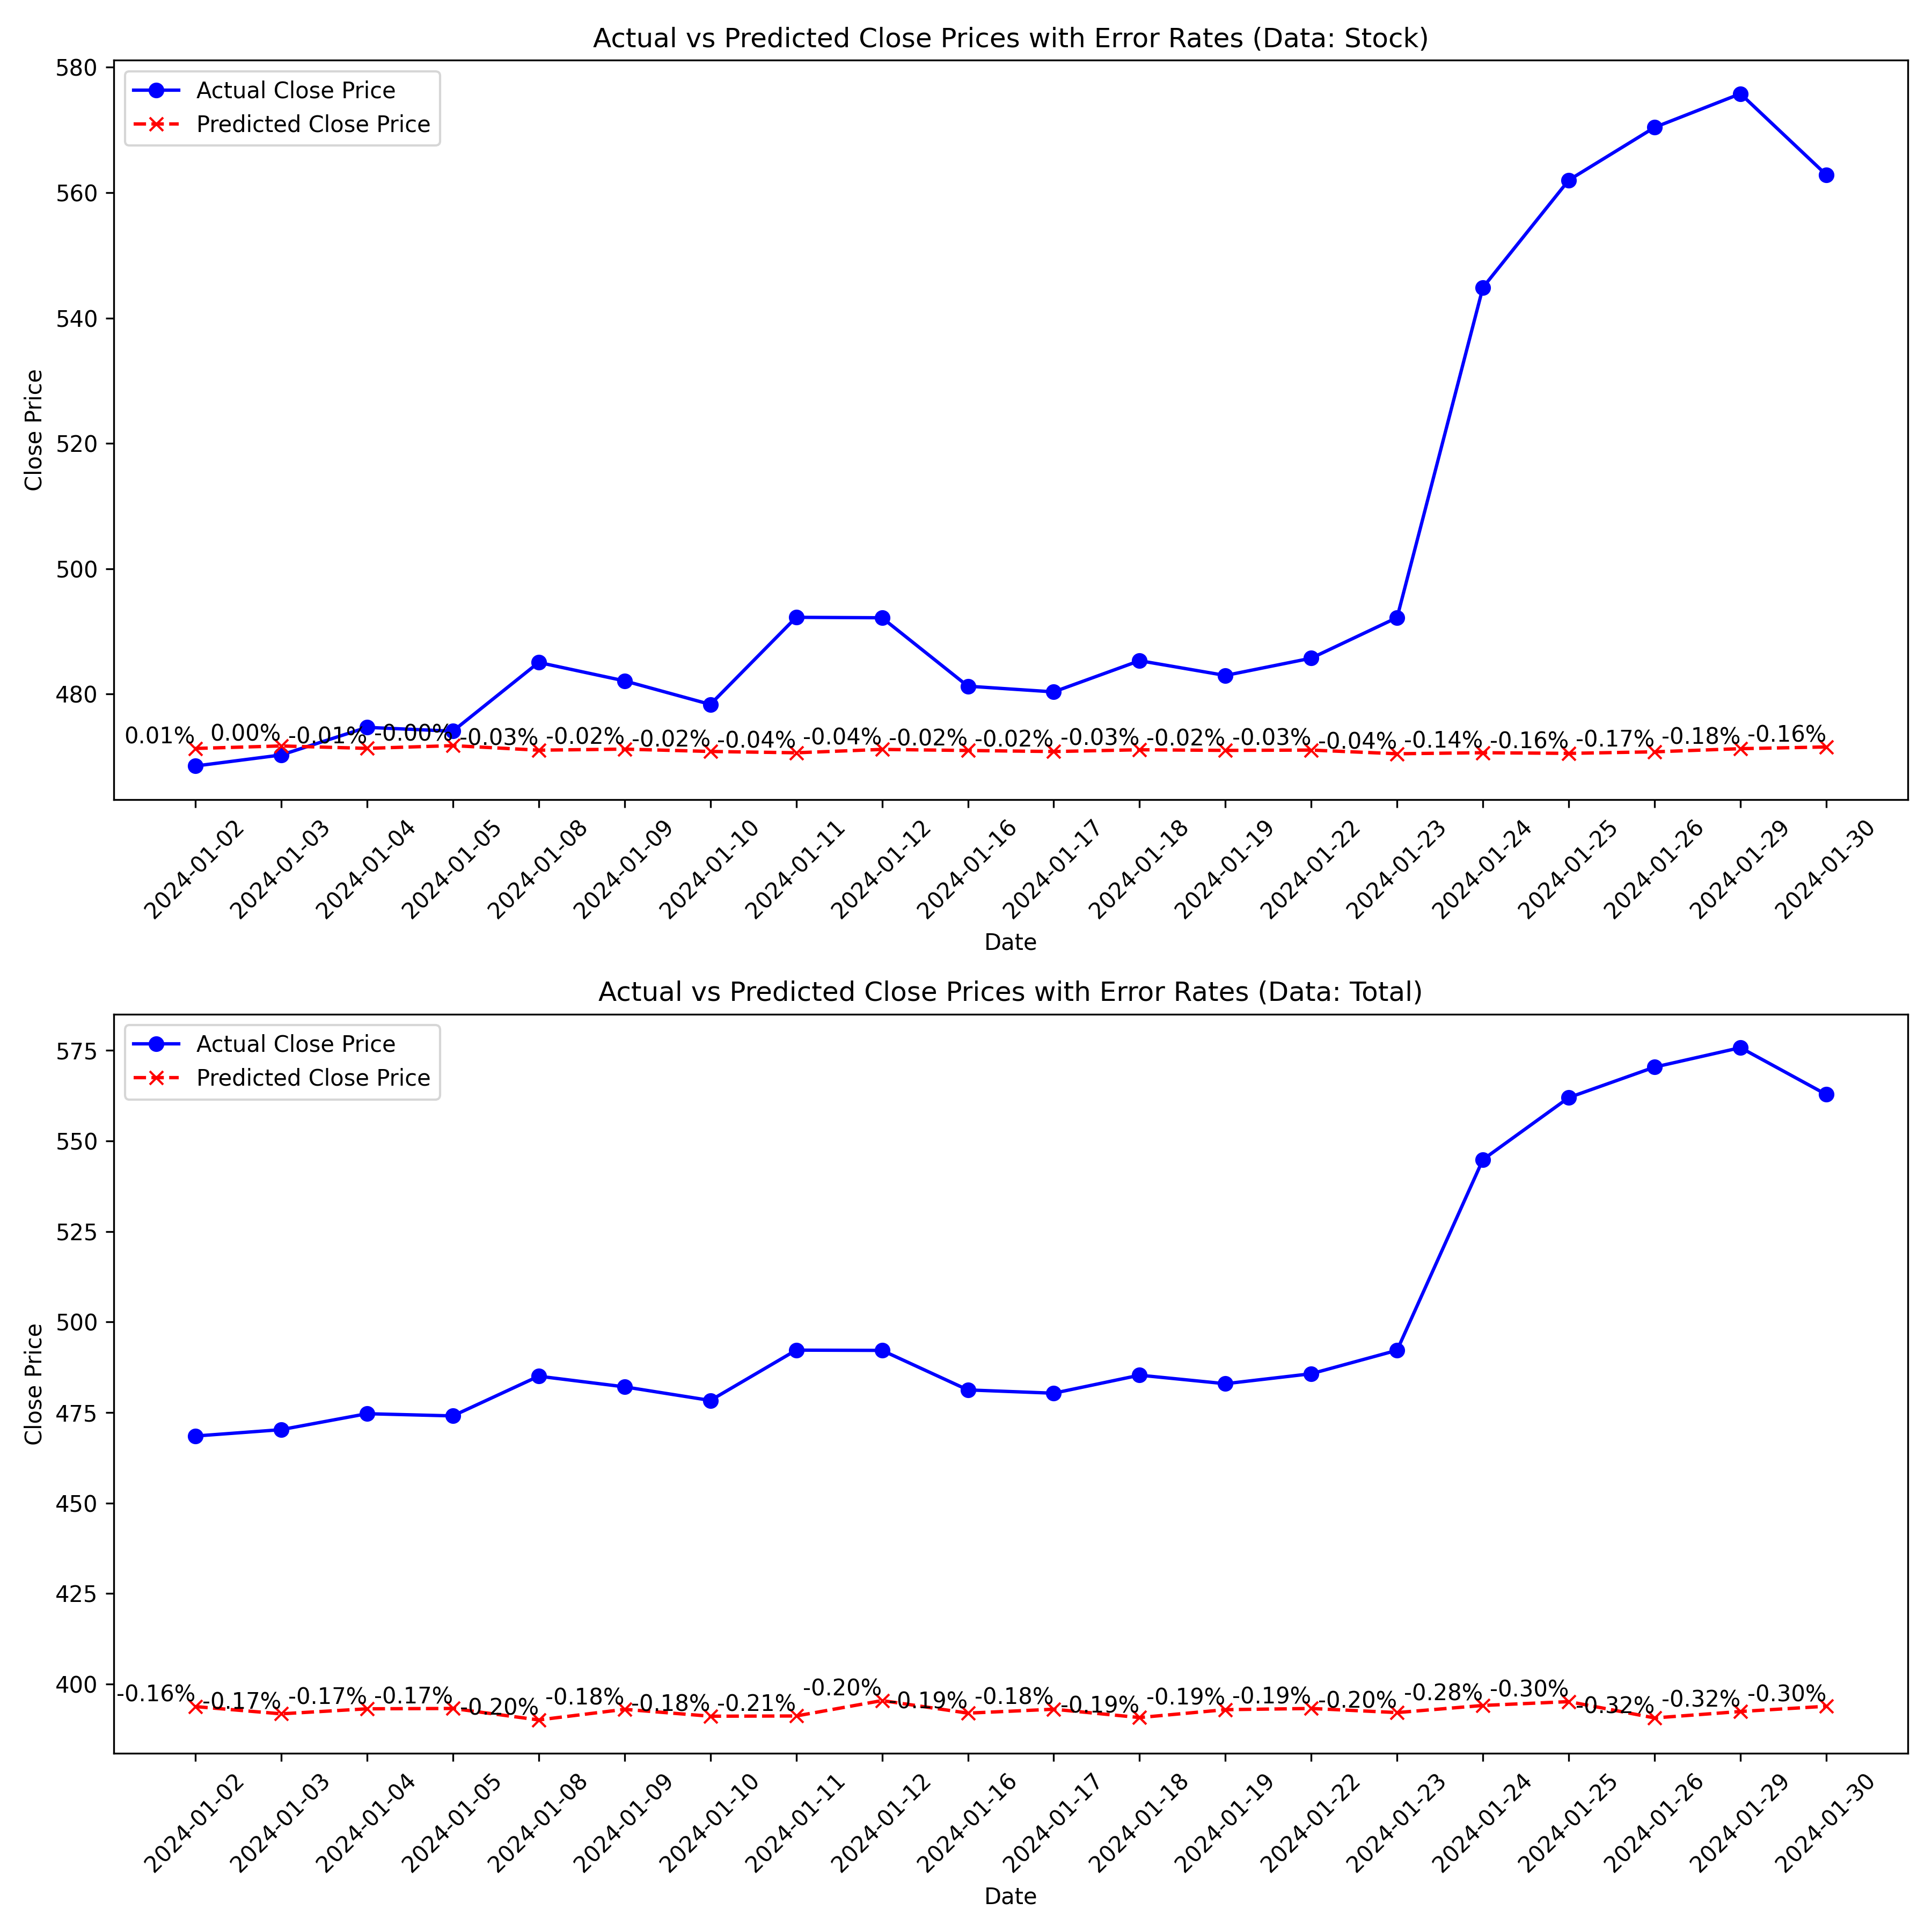 Actual vs Predicted Close Prices with Error Rates (Data: Stock)
Actual Close Price
Predicted Close Price
Close Price
580
560
540
520
500
480
0.01% 0.00% -0.01% -0.00% -0.03% -0.02% -0.02% -0.04% -0.04% -0.02% -0.02% -0.03% -0.02% -0.03% -0.04% -0.14% -0.16% -0.17% -0.18% -0.16%
2024-01-02 2024-01-03 2024-01-04 2024-01-05 2024-01-08 2024-01-09 2024-01-10 2024-01-11 2024-01-12 2024-01-16 2024-01-17 2024-01-18 2024-01-19 2024-01-22 2024-01-23 2024-01-24 2024-01-25 2024-01-26 2024-01-29 2024-01-30
Date
Actual vs Predicted Close Prices with Error Rates (Data: Total)
Actual Close Price
Predicted Close Price
Close Price
575
550
525
500
475
450
425
400
-0.16% -0.17% -0.17% -0.17% -0.20% -0.18% -0.18% -0.21% -0.20% -0.19% -0.18% -0.19% -0.19% -0.19% -0.20% -0.28% -0.30% -0.32% -0.32% -0.30%
2024-01-02 2024-01-03 2024-01-04 2024-01-05 2024-01-08 2024-01-09 2024-01-10 2024-01-11 2024-01-12 2024-01-16 2024-01-17 2024-01-18 2024-01-19 2024-01-22 2024-01-23 2024-01-24 2024-01-25 2024-01-26 2024-01-29 2024-01-30
Date